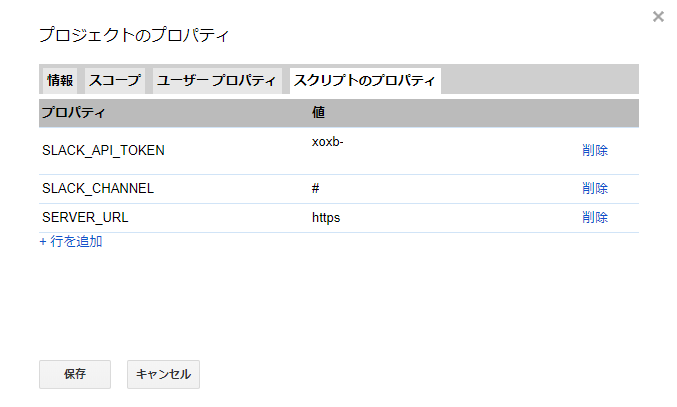 プロジェクトのプロパティ
情報 スコープ ユーザー プロパティ スクリプトのプロパティ
プロパティ 値
SLACK_API_TOKEN xoxb- 削除
SLACK_CHANNEL # 削除
SERVER_URL https 削除
+ 行を追加
保存 キャンセル